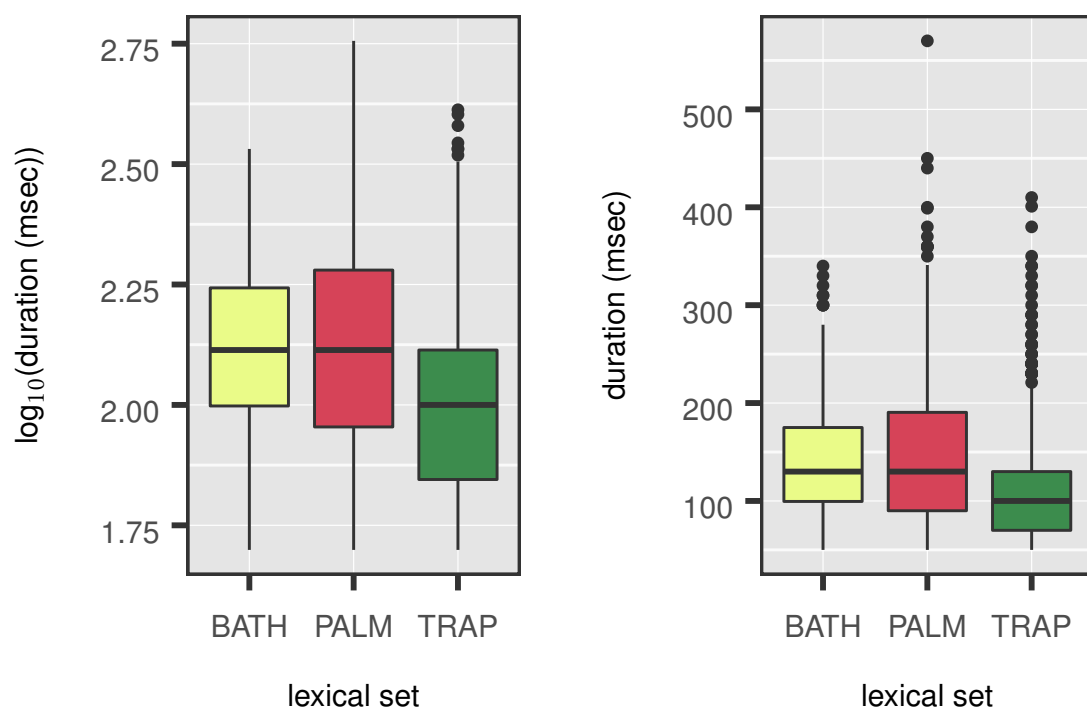 log₁₀(duration (msec))
2.75
2.50
2.25
2.00
1.75
BATH PALM TRAP
lexical set
duration (msec)
500
400
300
200
100
BATH PALM TRAP
lexical set